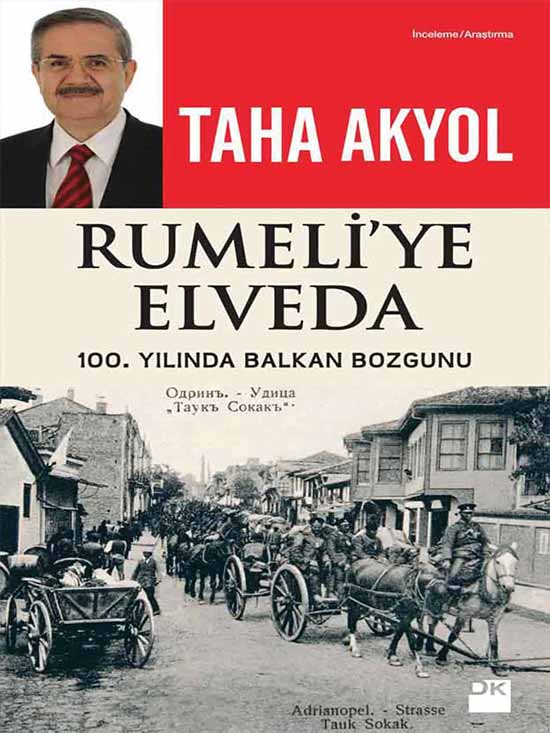 İnceleme/Araştırma
TAHA AKYOL
RUMELİ'YE
ELVEDA
100. YILINDA BALKAN BOZGUNU
Одринъ. - Удица
„Таукъ Сокакъ“·
DK
Adrianopel. - Strasse
Tauk Sokak.